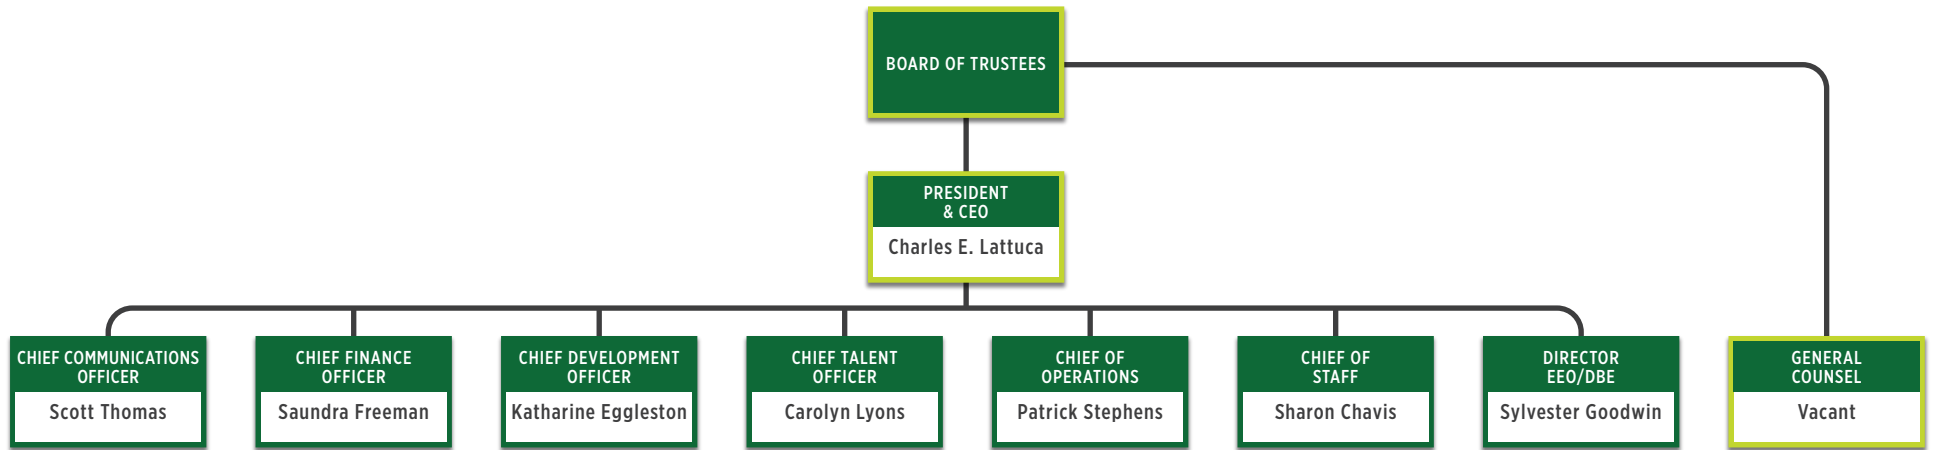 BOARD OF TRUSTEES
PRESIDENT
& CEO
Charles E. Lattuca
CHIEF COMMUNICATIONS
OFFICER
Scott Thomas
CHIEF FINANCE
OFFICER
Saundra Freeman
CHIEF DEVELOPMENT
OFFICER
Katharine Eggleston
CHIEF TALENT
OFFICER
Carolyn Lyons
CHIEF OF
OPERATIONS
Patrick Stephens
CHIEF OF
STAFF
Sharon Chavis
DIRECTOR
EEO/DBE
Sylvester Goodwin
GENERAL
COUNSEL
Vacant